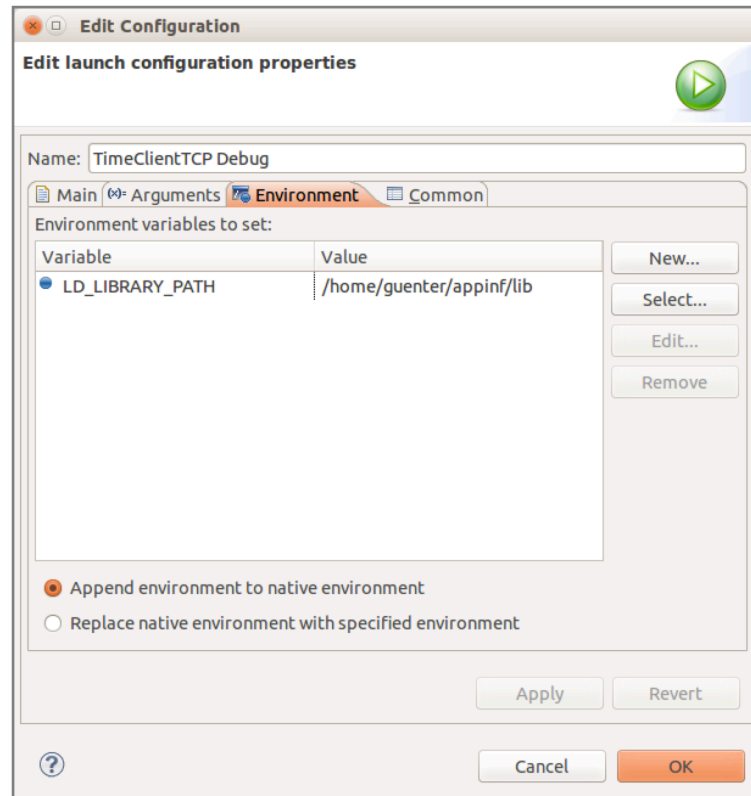 Edit Configuration
Edit launch configuration properties
Name: TimeClientTCP Debug
Main (x)= Arguments Environment Common
Environment variables to set:
Variable Value
LD_LIBRARY_PATH /home/guenter/appinf/lib
New...
Select...
Edit...
Remove
Append environment to native environment
Replace native environment with specified environment
Apply Revert
? Cancel OK